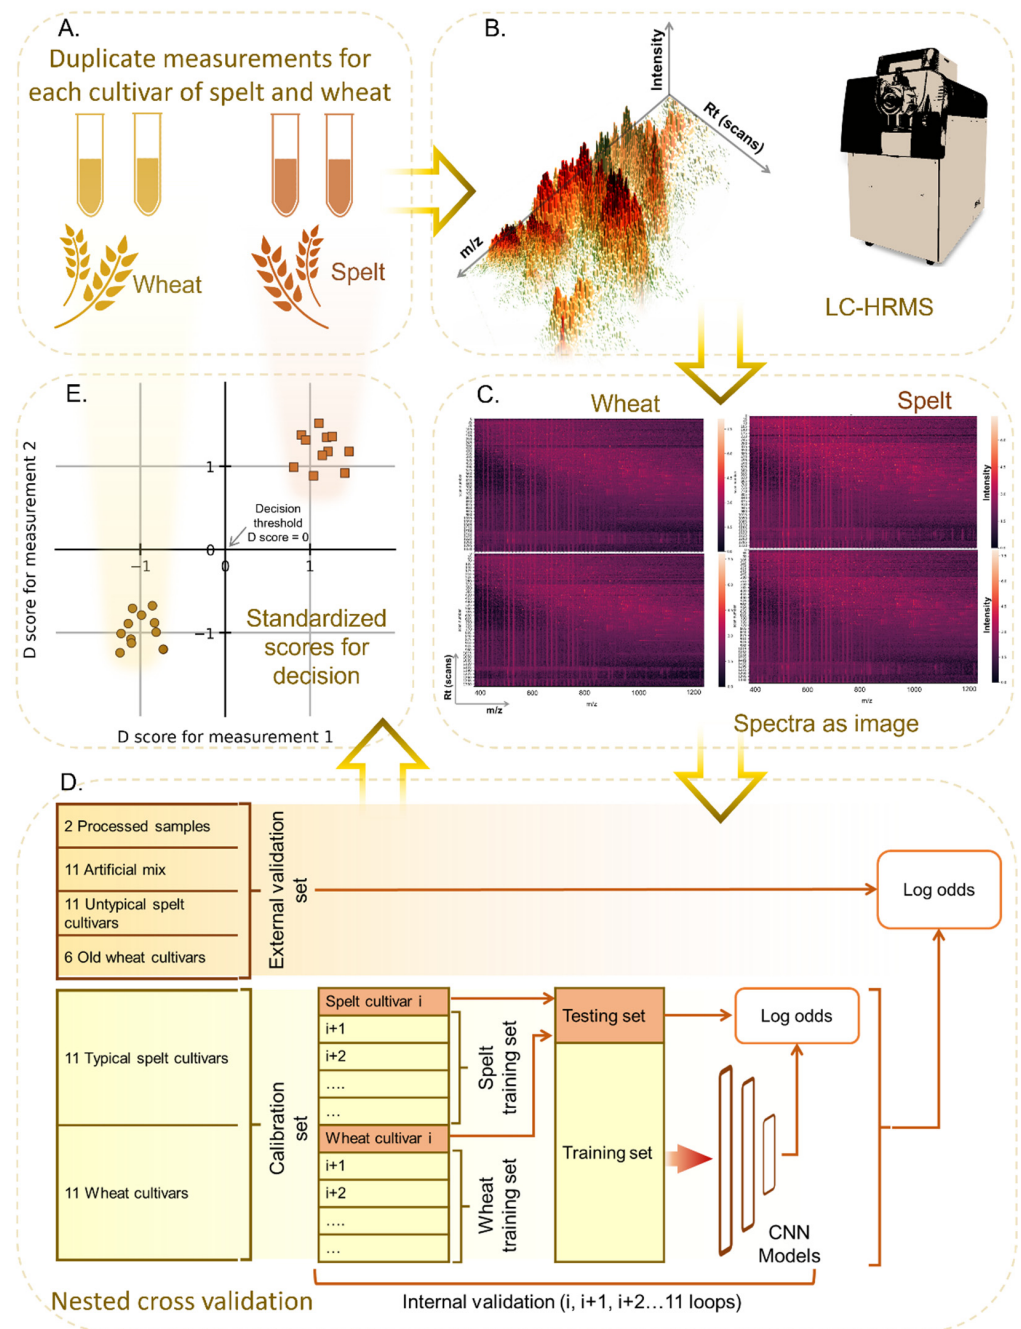 A.
Duplicate measurements for
each cultivar of spelt and wheat
Wheat
Spelt
B.
Intensity
Rt (scans)
m/z
LC-HRMS
C.
Wheat
Spelt
Intensity
Intensity
Rt (scans)
400 600 800 1000 1200
m/z
m/z
400 600 800 1000 1200
m/z
Spectra as image
E.
D score for measurement 2
1
Decision
threshold
D score = 0
0
−1 0 1
−1
Standardized
scores for
decision
D score for measurement 1
D.
2 Processed samples
11 Artificial mix
11 Untypical spelt
cultivars
6 Old wheat cultivars
External validation
set
Log odds
11 Typical spelt cultivars
11 Wheat cultivars
Calibration
set
Spelt cultivar i
i+1
i+2
....
...
Wheat cultivar i
i+1
i+2
....
...
Spelt
training set
Wheat
training set
Testing set
Training set
Log odds
CNN
Models
Nested cross validation
Internal validation (i, i+1, i+2...11 loops)